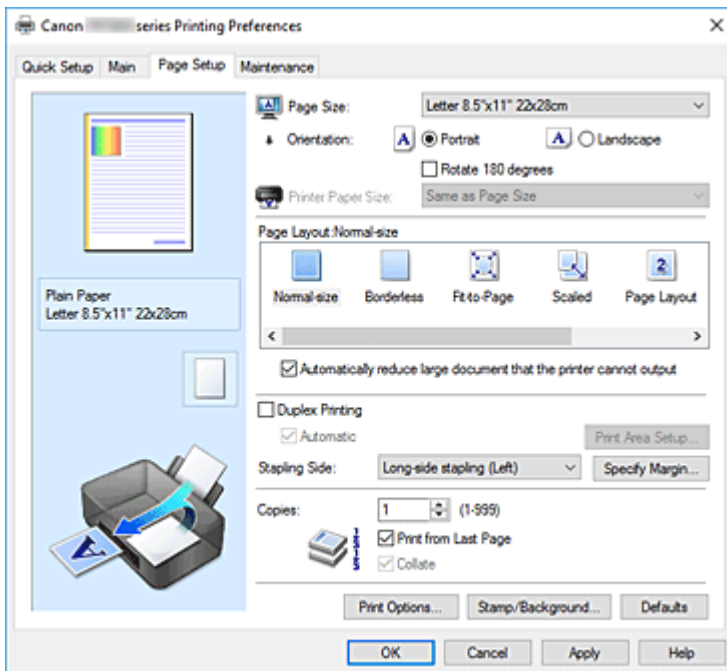 Canon series Printing Preferences
Quick Setup Main Page Setup Maintenance
Page Size: Letter 8.5"x11" 22x28cm
Orientation: A Portrait A Landscape
Rotate 180 degrees
Printer Paper Size: Same as Page Size
Page Layout:Normal-size
2
Normal-size Borderless Fit-to-Page Scaled Page Layout
Plain Paper
Letter 8.5"x11" 22x28cm
Automatically reduce large document that the printer cannot output
Duplex Printing
Automatic Print Area Setup...
Stapling Side: Long-side stapling (Left) Specify Margin...
Copies: 1 (1-999)
Print from Last Page
Collate
A
Print Options... Stamp/Background... Defaults
OK Cancel Apply Help